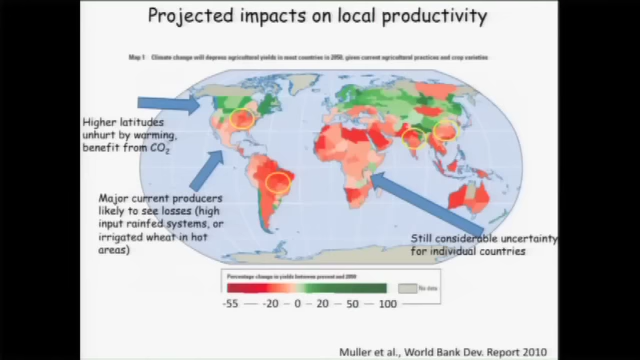 Projected impacts on local productivity
Map 1 Climate change will depress agricultural yields in most countries in 2050, given current agricultural practices and crop varieties
Higher latitudes
unhurt by warming,
benefit from CO2
Major current producers
likely to see losses (high
input rainfed systems, or
irrigated wheat in hot
areas)
Still considerable uncertainty
for individual countries
Percentage change in yields between present and 2050
No data
-55 -20 0 20 50 100
Muller et al., World Bank Dev. Report 2010